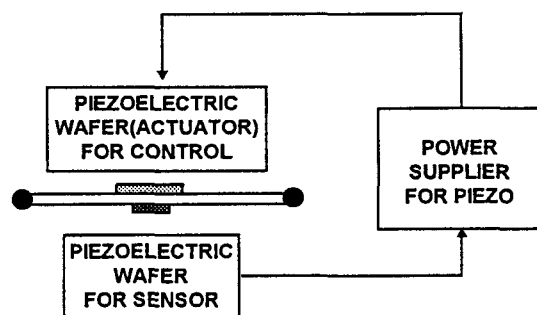 PIEZOELECTRIC
WAFER(ACTUATOR)
FOR CONTROL
POWER
SUPPLIER
FOR PIEZO
PIEZOELECTRIC
WAFER
FOR SENSOR